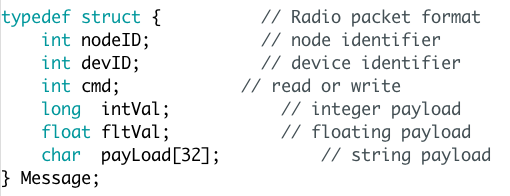 typedef struct {             // Radio packet format
    int nodeID;              // node identifier
    int devID;               // device identifier
    int cmd;               // read or write
    long  intVal;              // integer payload
    float fltVal;              // floating payload
    char  payLoad[32];             // string payload
} Message;